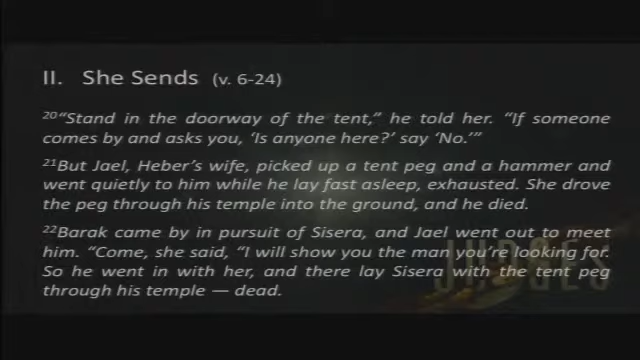 II. She Sends (v. 6-24)
20“Stand in the doorway of the tent,” he told her. “If someone
comes by and asks you, ‘Is anyone here?’ say ‘No.’”
21But Jael, Heber’s wife, picked up a tent peg and a hammer and
went quietly to him while he lay fast asleep, exhausted. She drove
the peg through his temple into the ground, and he died.
22Barak came by in pursuit of Sisera, and Jael went out to meet
him. “Come, she said, “I will show you the man you’re looking for.
So he went in with her, and there lay Sisera with the tent peg
through his temple — dead.
JUDGES